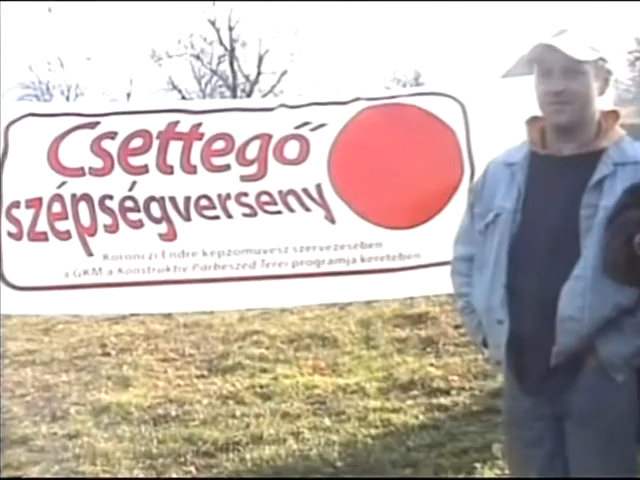 Csettegő
szépségverseny
Koronczi Endre képzőművész szervezésében
a GKM a Konstruktív Párbeszéd Terei programja keretében